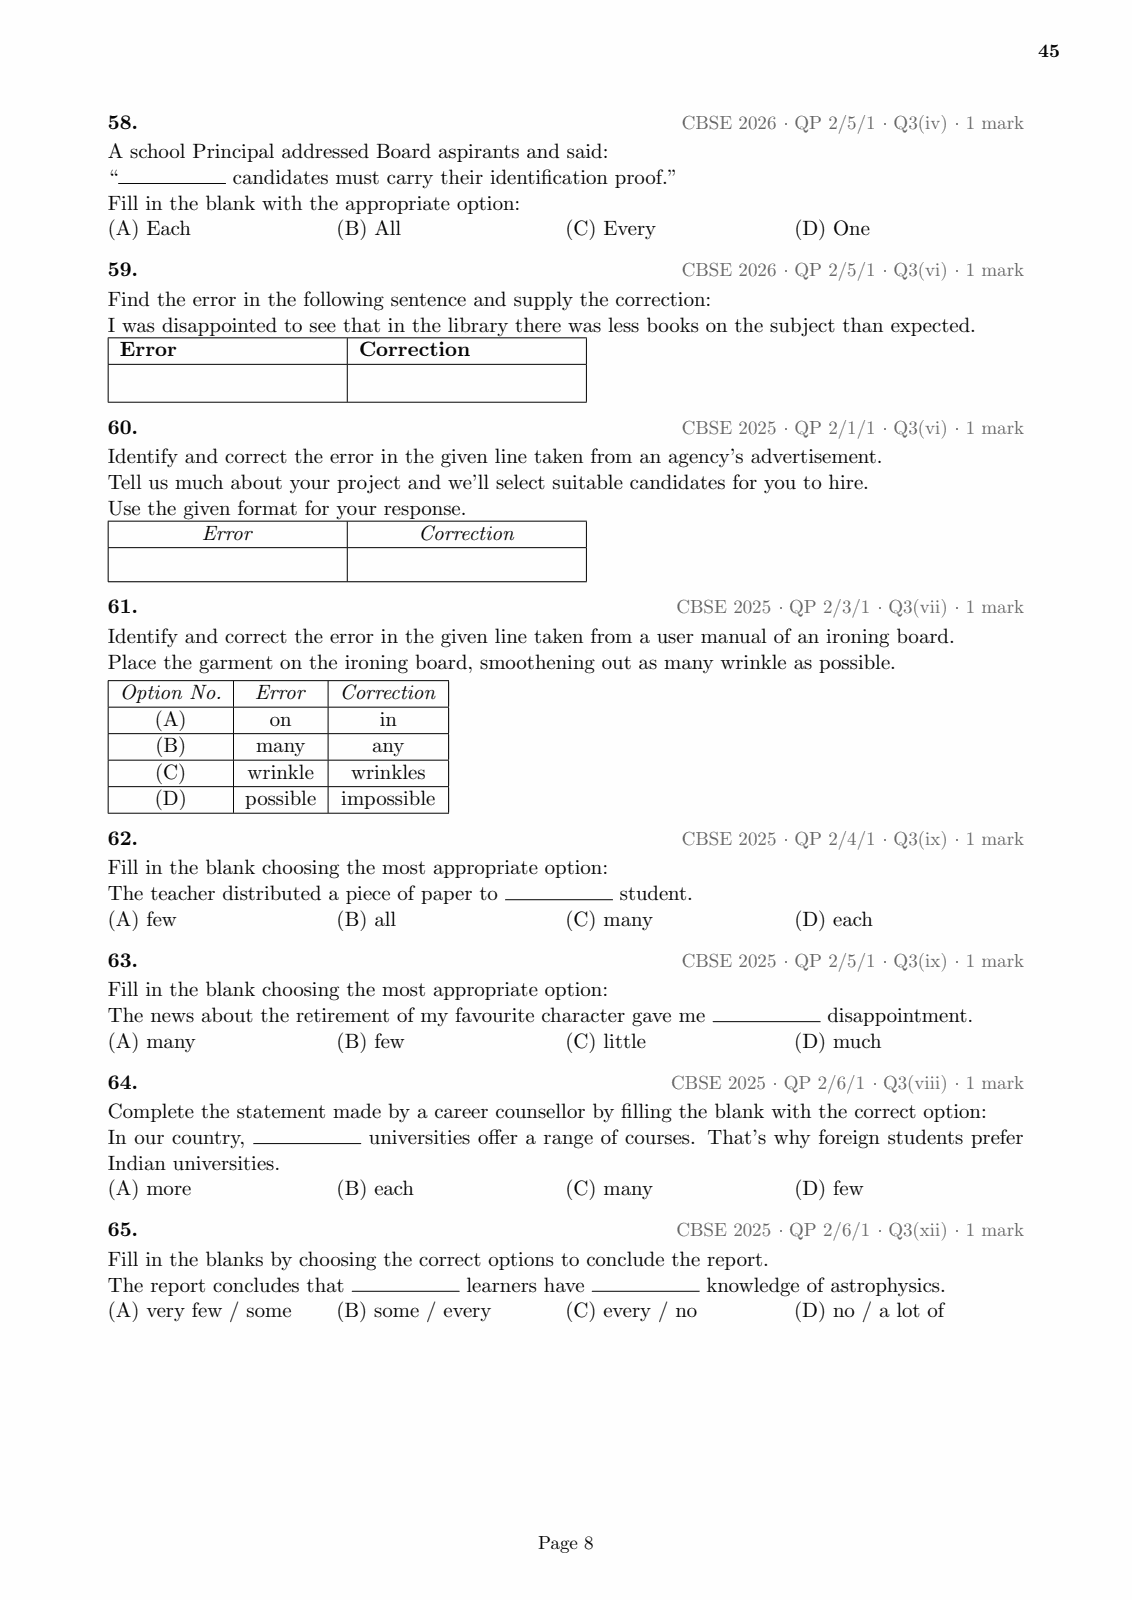 45
58. CBSE 2026 · QP 2/5/1 · Q3(iv) · 1 mark
A school Principal addressed Board aspirants and said:
“__________ candidates must carry their identification proof.”
Fill in the blank with the appropriate option:
(A) Each (B) All (C) Every (D) One
59. CBSE 2026 · QP 2/5/1 · Q3(vi) · 1 mark
Find the error in the following sentence and supply the correction:
I was disappointed to see that in the library there was less books on the subject than expected.
Error Correction
60. CBSE 2025 · QP 2/1/1 · Q3(vi) · 1 mark
Identify and correct the error in the given line taken from an agency’s advertisement.
Tell us much about your project and we’ll select suitable candidates for you to hire.
Use the given format for your response.
Error Correction
61. CBSE 2025 · QP 2/3/1 · Q3(vii) · 1 mark
Identify and correct the error in the given line taken from a user manual of an ironing board.
Place the garment on the ironing board, smoothening out as many wrinkle as possible.
Option No. Error Correction
(A) on in
(B) many any
(C) wrinkle wrinkles
(D) possible impossible
62. CBSE 2025 · QP 2/4/1 · Q3(ix) · 1 mark
Fill in the blank choosing the most appropriate option:
The teacher distributed a piece of paper to __________ student.
(A) few (B) all (C) many (D) each
63. CBSE 2025 · QP 2/5/1 · Q3(ix) · 1 mark
Fill in the blank choosing the most appropriate option:
The news about the retirement of my favourite character gave me __________ disappointment.
(A) many (B) few (C) little (D) much
64. CBSE 2025 · QP 2/6/1 · Q3(viii) · 1 mark
Complete the statement made by a career counsellor by filling the blank with the correct option:
In our country, __________ universities offer a range of courses. That’s why foreign students prefer
Indian universities.
(A) more (B) each (C) many (D) few
65. CBSE 2025 · QP 2/6/1 · Q3(xii) · 1 mark
Fill in the blanks by choosing the correct options to conclude the report.
The report concludes that __________ learners have __________ knowledge of astrophysics.
(A) very few / some (B) some / every (C) every / no (D) no / a lot of
Page 8